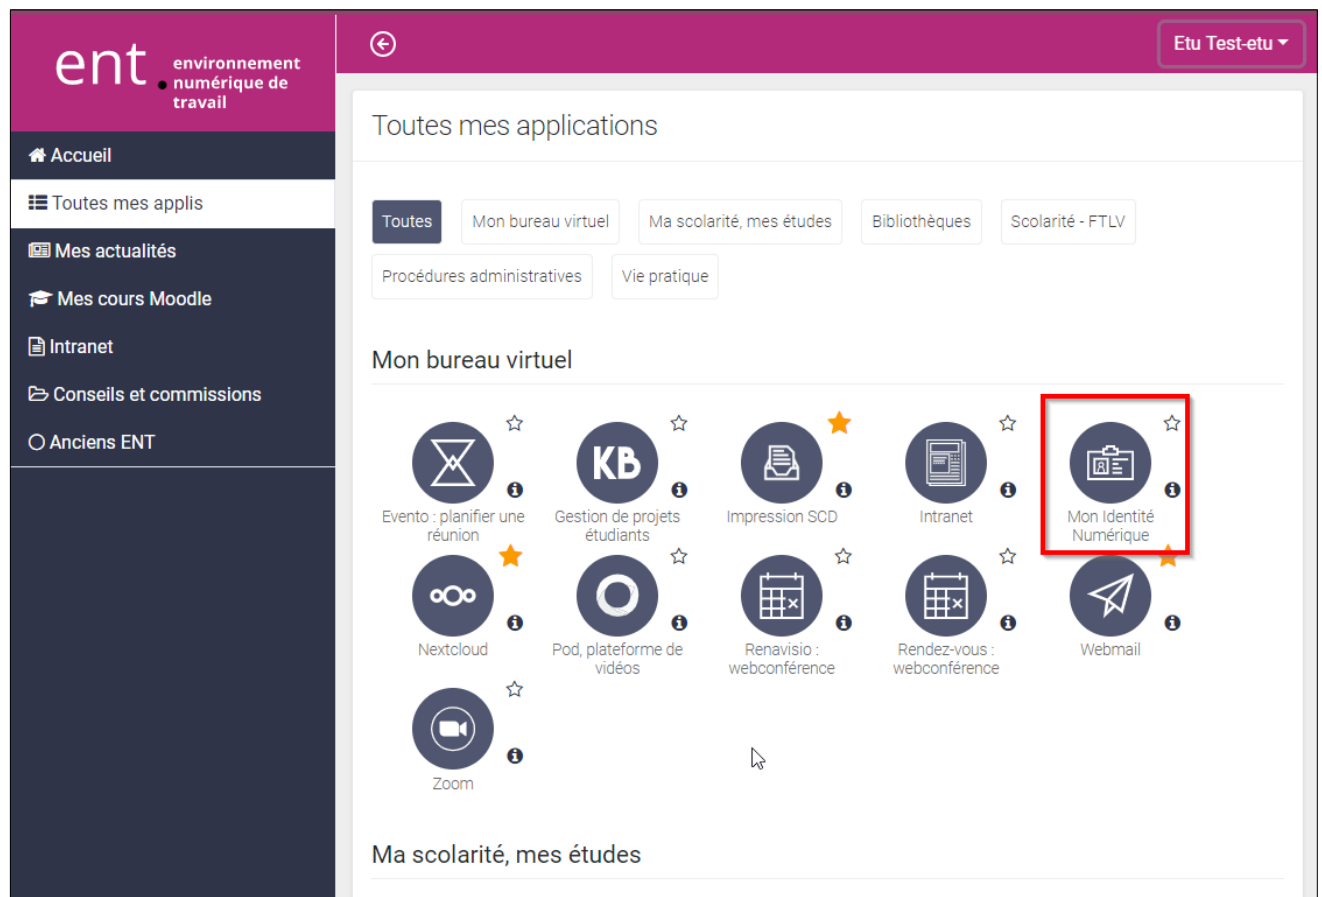 ent. environnement
numérique de
travail
Etu Test-etu
Accueil
Toutes mes applis
Mes actualités
Mes cours Moodle
Intranet
Conseils et commissions
Anciens ENT
Toutes mes applications
Toutes
Mon bureau virtuel
Ma scolarité, mes études
Bibliothèques
Scolarité - FTLV
Procédures administratives
Vie pratique
Mon bureau virtuel
Evento : planifier une
réunion
KB
Gestion de projets
étudiants
Impression SCD
Intranet
Mon Identité
Numérique
Nextcloud
Pod, plateforme de
vidéos
Renavisio :
webconférence
Rendez-vous :
webconférence
Webmail
Zoom
Ma scolarité, mes études